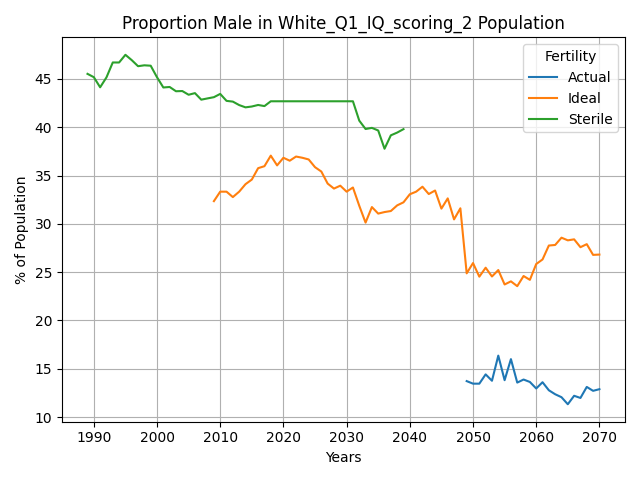 Proportion Male in White_Q1_IQ_scoring_2 Population
Fertility
Actual
Ideal
Sterile
% of Population
45
40
35
30
25
20
15
10
1990
2000
2010
2020
2030
2040
2050
2060
2070
Years